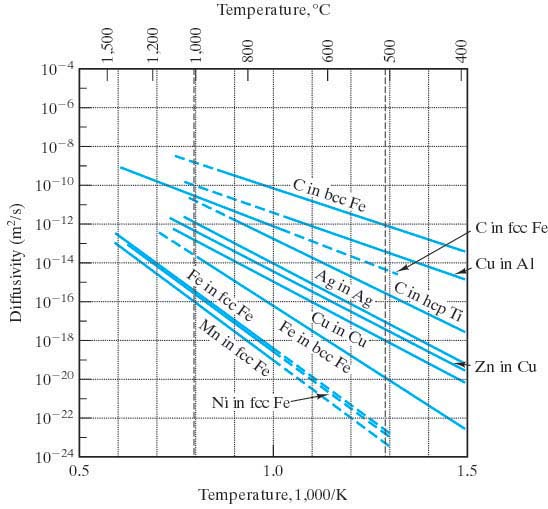 Temperature, °C
1,500
1,200
1,000
800
600
500
400
10−4
10−6
10−8
10−10
10−12
10−14
10−16
10−18
10−20
10−22
10−24
Diffusivity (m2/s)
C in bcc Fe
C in fcc Fe
Cu in Al
C in hcp Ti
Ag in Ag
Cu in Cu
Fe in fcc Fe
Fe in bcc Fe
Mn in fcc Fe
Zn in Cu
Ni in fcc Fe
0.5
1.0
1.5
Temperature, 1,000/K